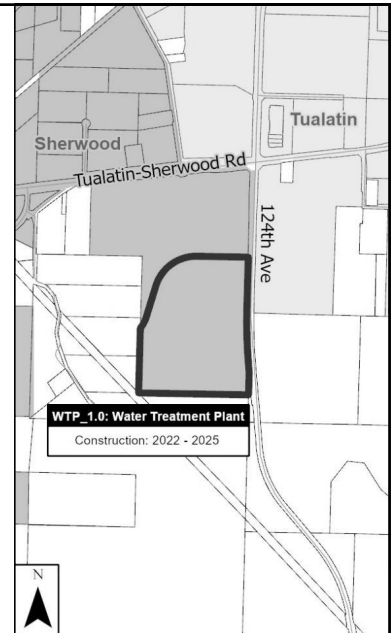 Tualatin
Sherwood
Tualatin-Sherwood Rd
124th Ave
WTP_1.0: Water Treatment Plant
Construction: 2022 - 2025
N